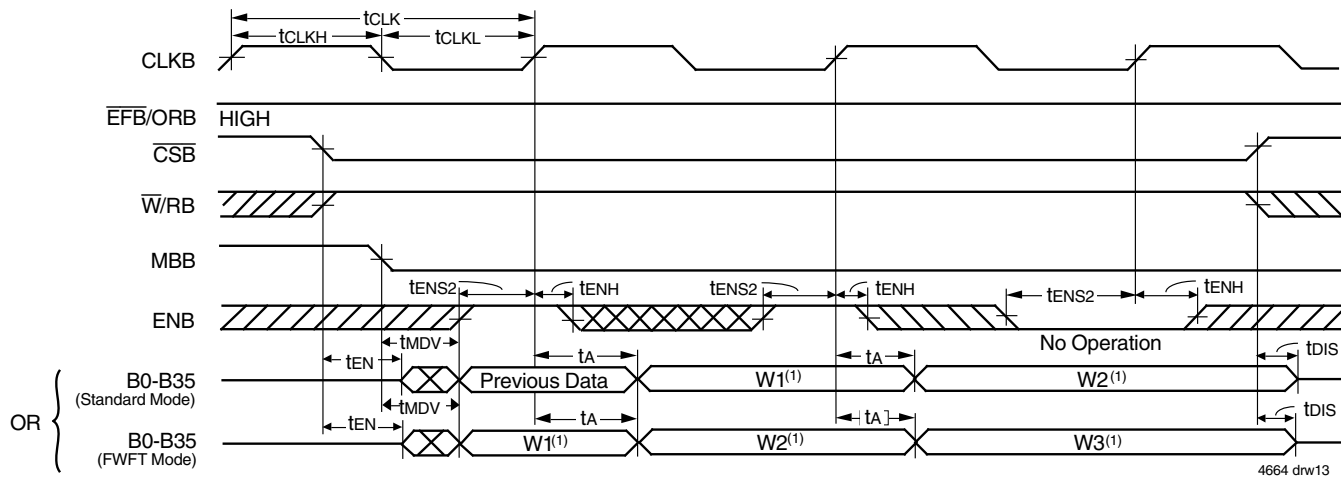 tCLK
tCLKH
tCLKL
CLKB
EFB/ORB HIGH
CSB
W/RB
MBB
tENS2
tENH
tENS2
tENH
tENS2
tENH
ENB
No Operation
tMDV
tEN
tA
tA
tDIS
B0-B35
(Standard Mode)
Previous Data
W1(1)
W2(1)
OR
tMDV
tEN
tA
tA
tDIS
B0-B35
(FWFT Mode)
W1(1)
W2(1)
W3(1)
4664 drw13